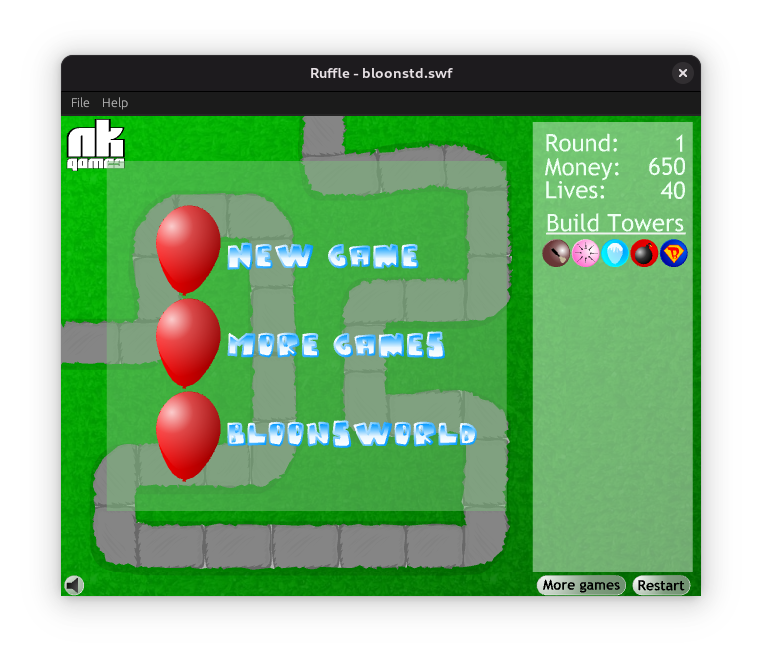 Ruffle - bloonstd.swf
File Help
nk
games
Round: 1
Money: 650
Lives: 40
Build Towers
NEW GAME
MORE GAMES
BLOONSWORLD
More games Restart